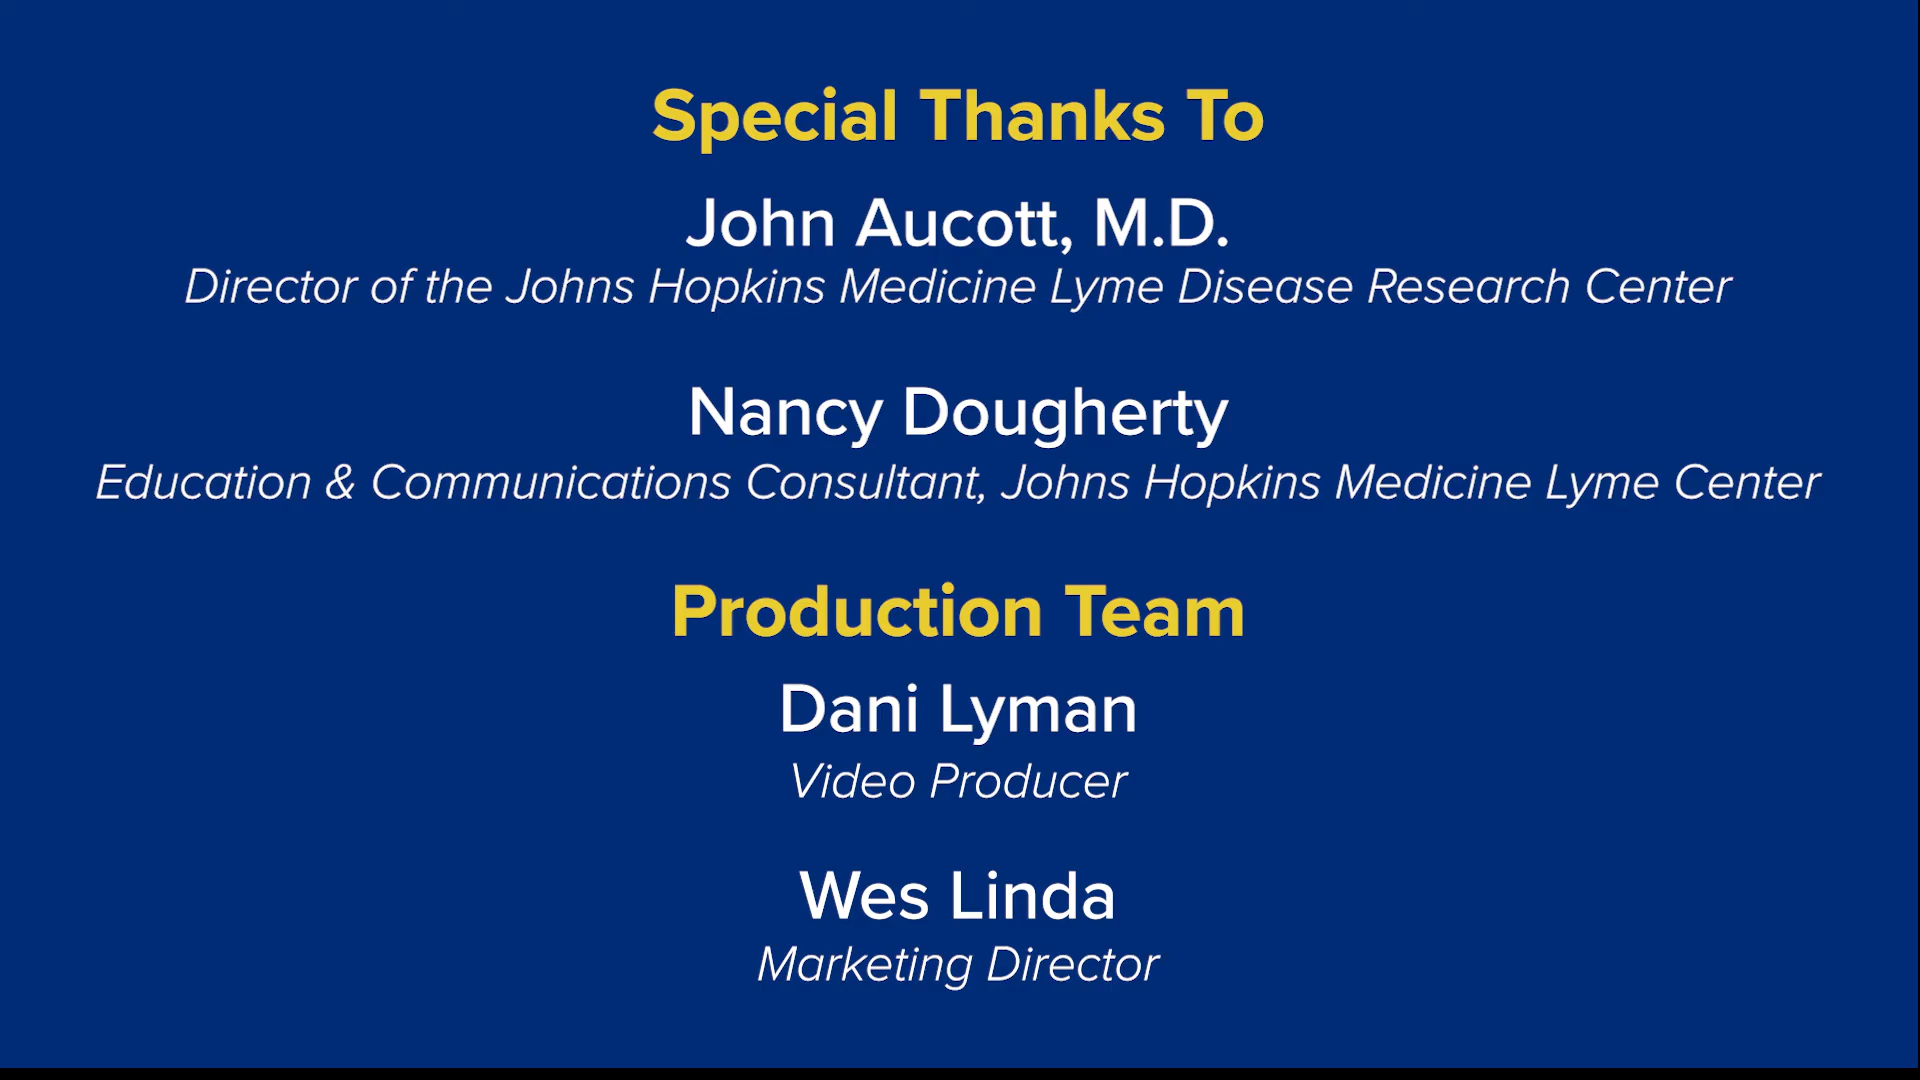 Special Thanks To
John Aucott, M.D.
Director of the Johns Hopkins Medicine Lyme Disease Research Center
Nancy Dougherty
Education & Communications Consultant, Johns Hopkins Medicine Lyme Center
Production Team
Dani Lyman
Video Producer
Wes Linda
Marketing Director